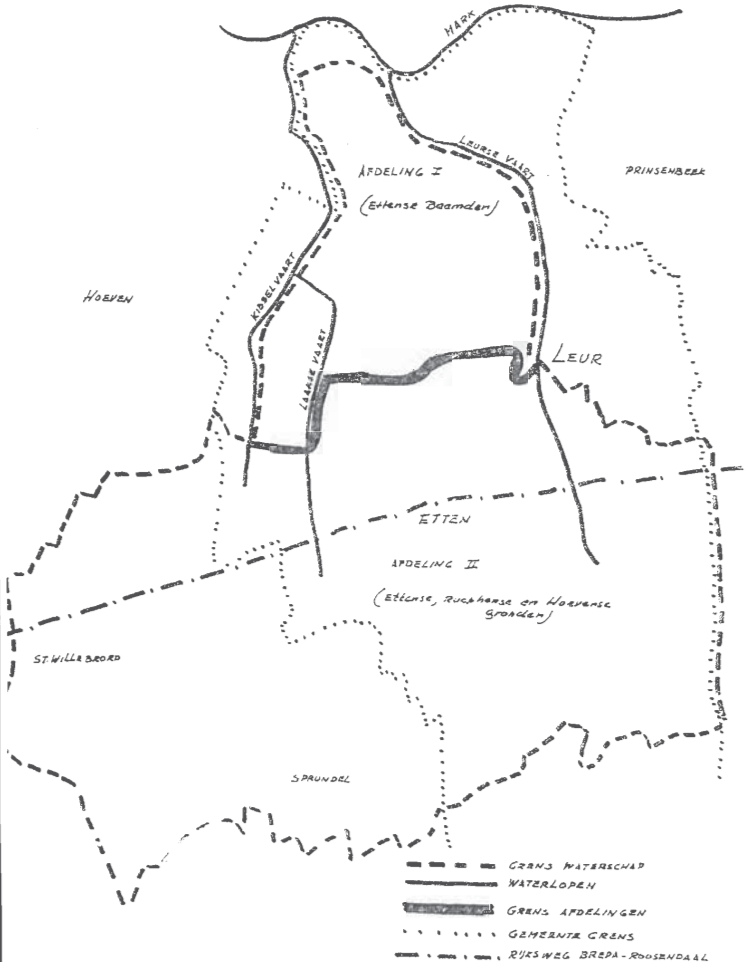 MARK
LEURSE VAART
AFDELING I
(Ettense Beemden)
PRINSENBEEK
HOEVEN
KIBBELVAART
LAAKSE VAART
LEUR
ETTEN
AFDELING II
(Ettense, Rucphense en Hoevense
gronden)
ST. WILLEBRORD
SPRUNDEL
GRENS WATERSCHAP
WATERLOPEN
GRENS AFDELINGEN
GEMEENTE GRENS
RIJKSWEG BREDA-ROOSENDAAL